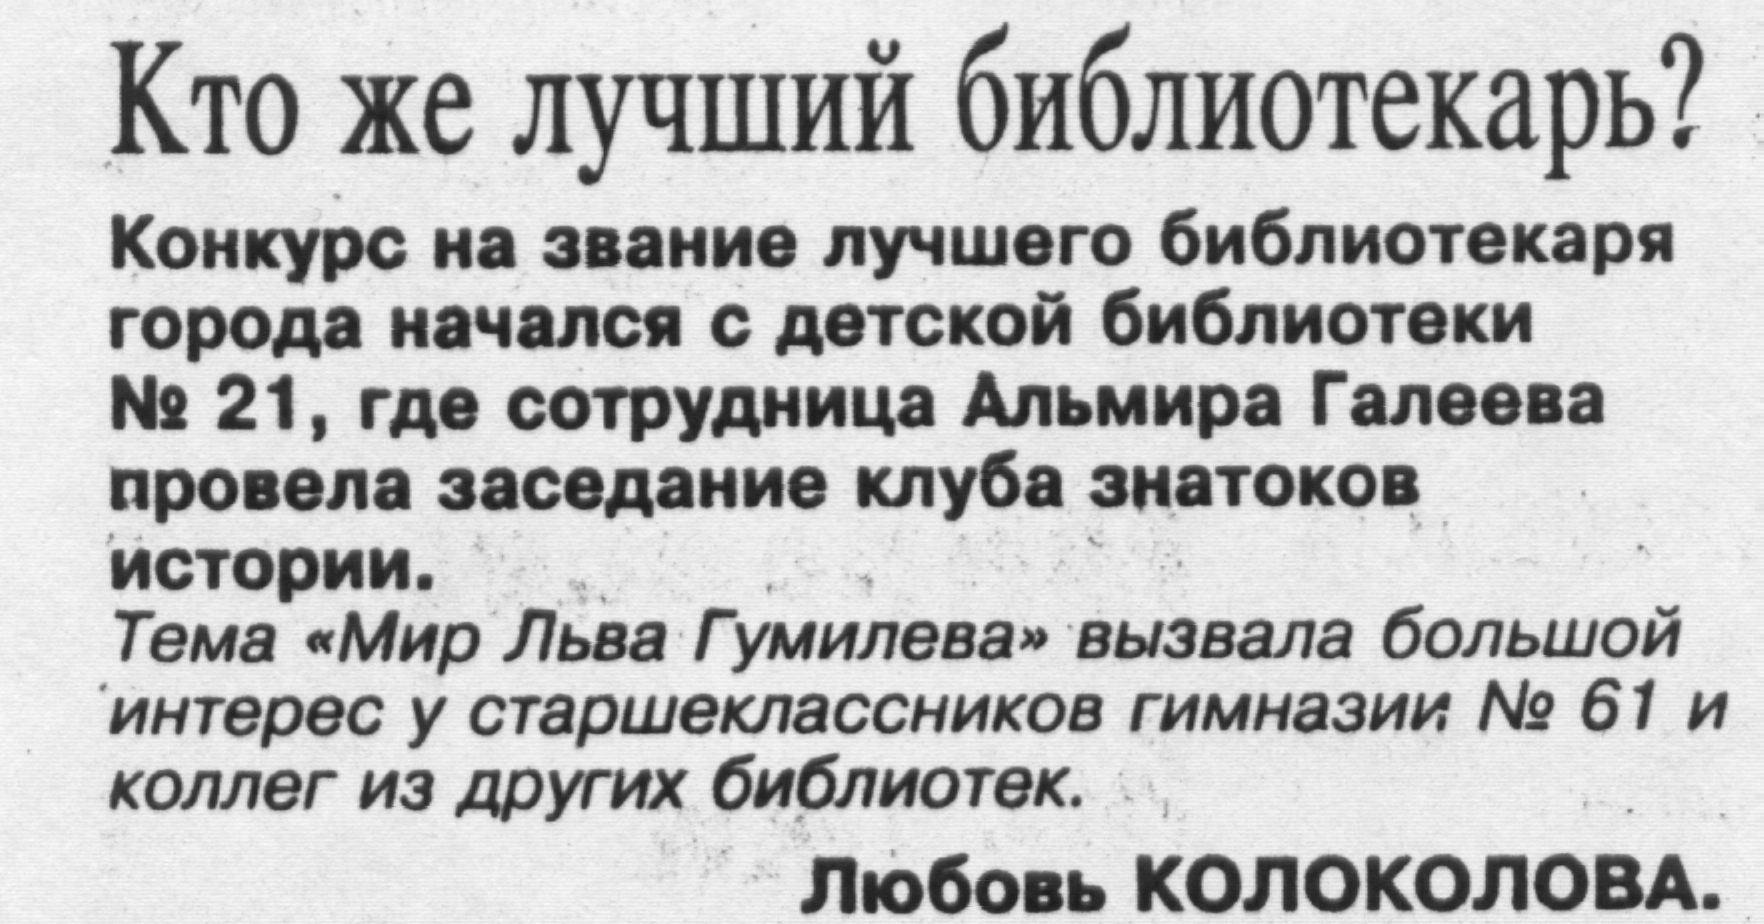 Кто же лучший библиотекарь?
Конкурс на звание лучшего библиотекаря
города начался с детской библиотеки
№ 21, где сотрудница Альмира Галеева
провела заседание клуба знатоков
истории.
Тема «Мир Льва Гумилева» вызвала большой
интерес у старшеклассников гимназии № 61 и
коллег из других библиотек.
Любовь КОЛОКОЛОВА.